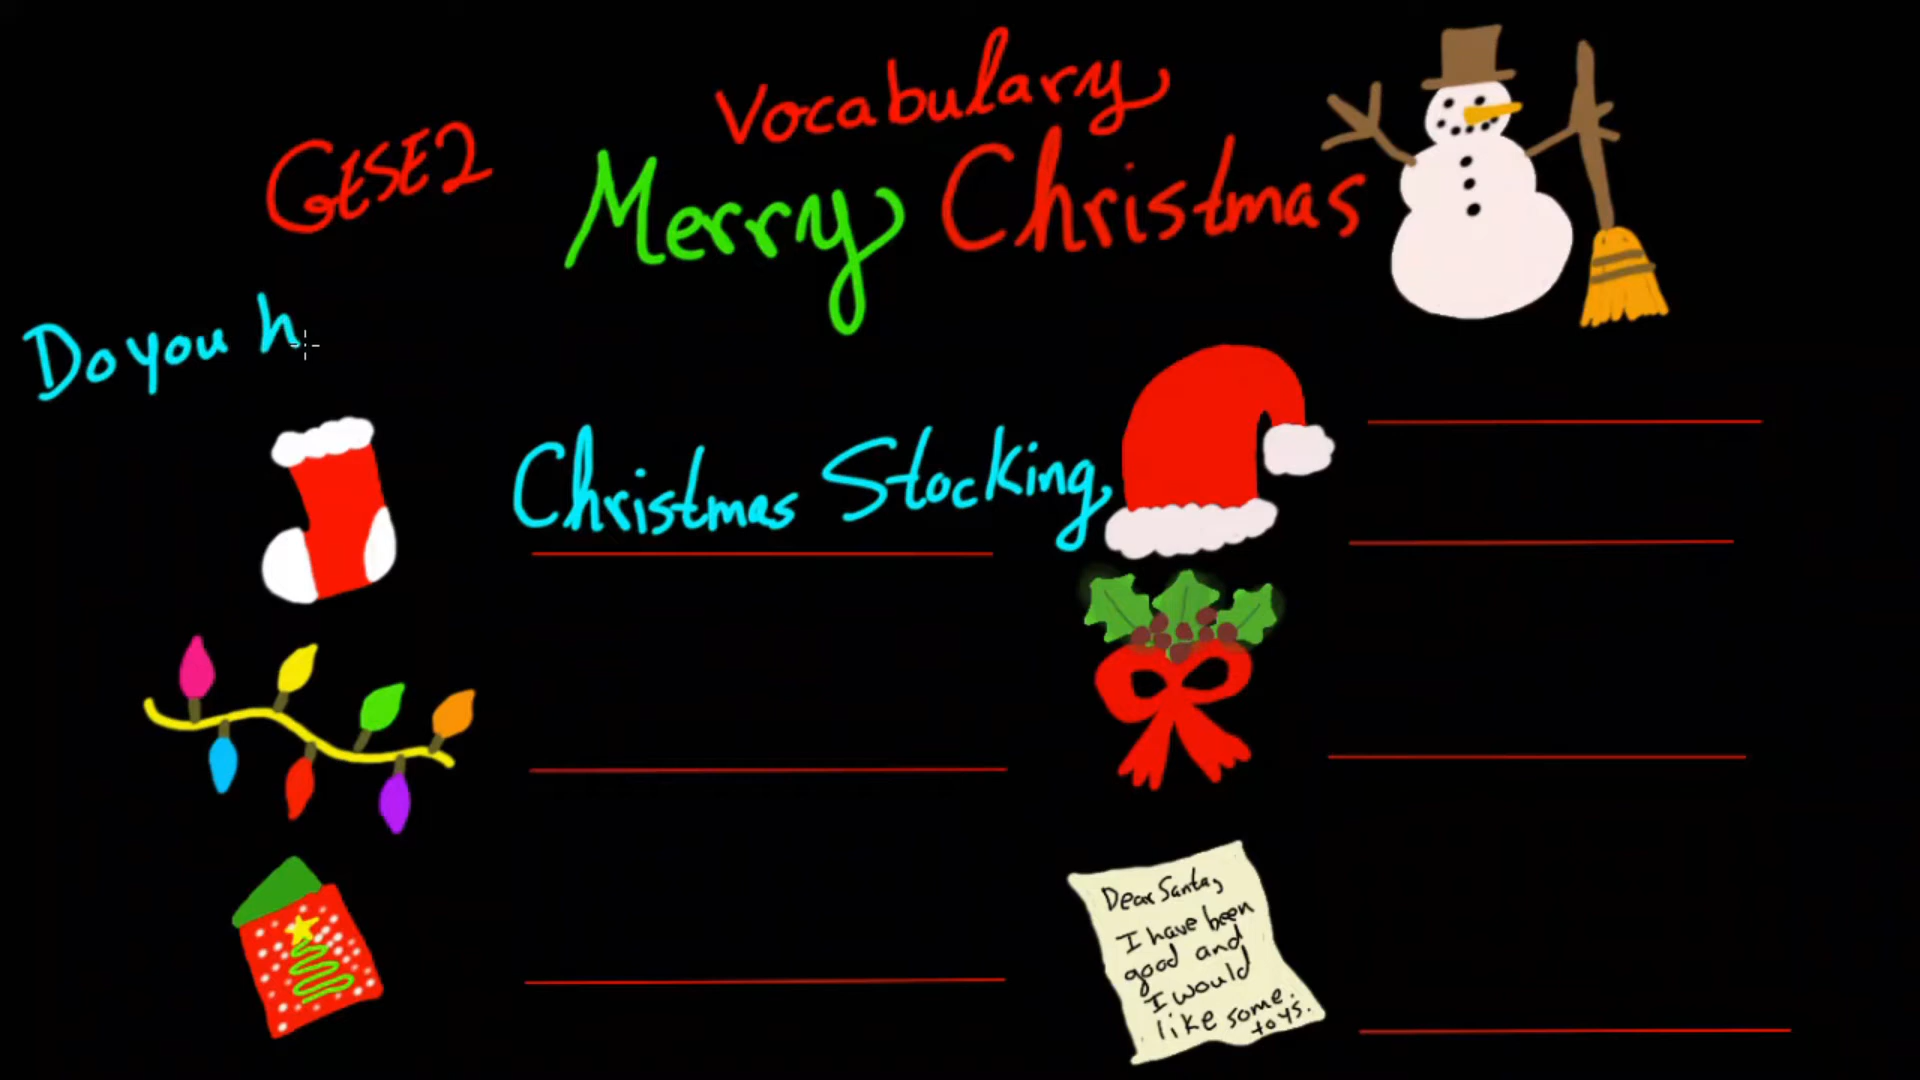 Vocabulary
GESE2
Merry Christmas
Do you h
Christmas Stocking
Dear Santa,
I have been
good and
I would
like some
toys.